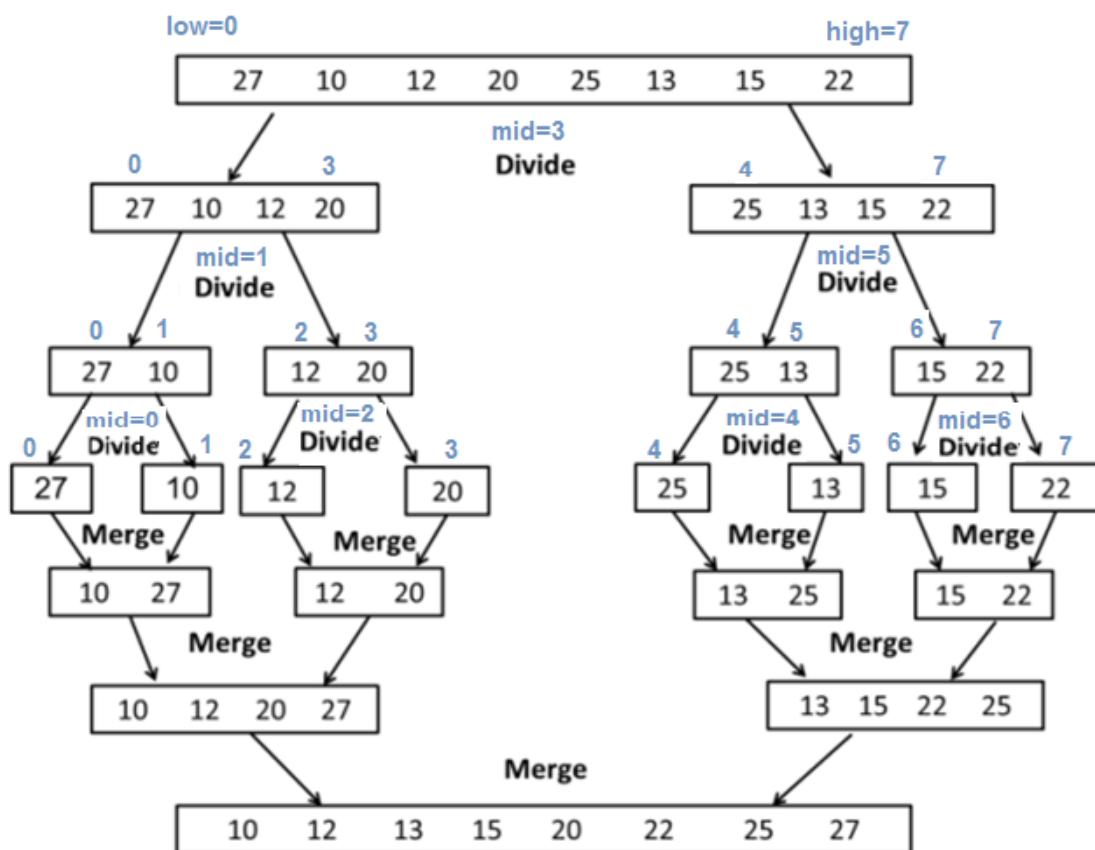 low=0 high=7
27 10 12 20 25 13 15 22
mid=3
Divide
0 3 4 7
27 10 12 20 25 13 15 22
mid=1 mid=5
Divide Divide
0 1 2 3 4 5 6 7
27 10 12 20 25 13 15 22
mid=0 mid=2 mid=4 mid=6
Divide Divide Divide Divide
0 1 2 3 4 5 6 7
27 10 12 20 25 13 15 22
Merge Merge Merge Merge
10 27 12 20 13 25 15 22
Merge Merge
10 12 20 27 13 15 22 25
Merge
10 12 13 15 20 22 25 27